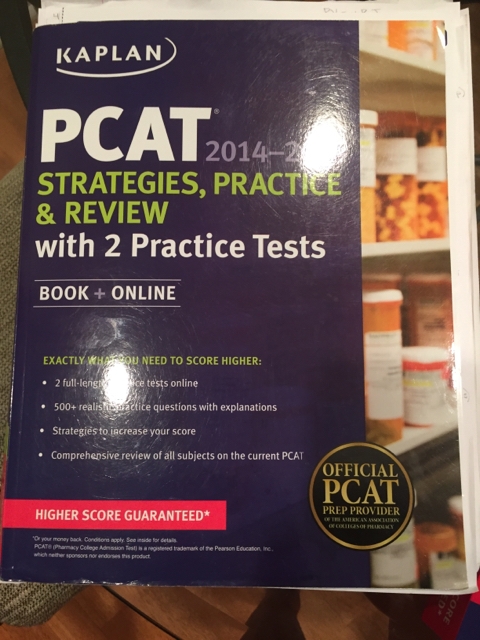 KAPLAN
PCAT®
2014–2
STRATEGIES, PRACTICE
& REVIEW
with 2 Practice Tests
BOOK + ONLINE
EXACTLY YOU NEED TO SCORE HIGHER:
• 2 full-length practice tests online
• 500+ realistic practice questions with explanations
• Strategies to increase your score
• Comprehensive review of all subjects on the current PCAT
HIGHER SCORE GUARANTEED*
*Or your money back. Conditions apply. See inside for details.
PCAT® (Pharmacy College Admission Test) is a registered trademark of the Pearson Education, Inc.,
which neither sponsors nor endorses this product.
OFFICIAL
PCAT
PREP PROVIDER
OF THE AMERICAN ASSOCIATION
OF COLLEGES OF PHARMACY